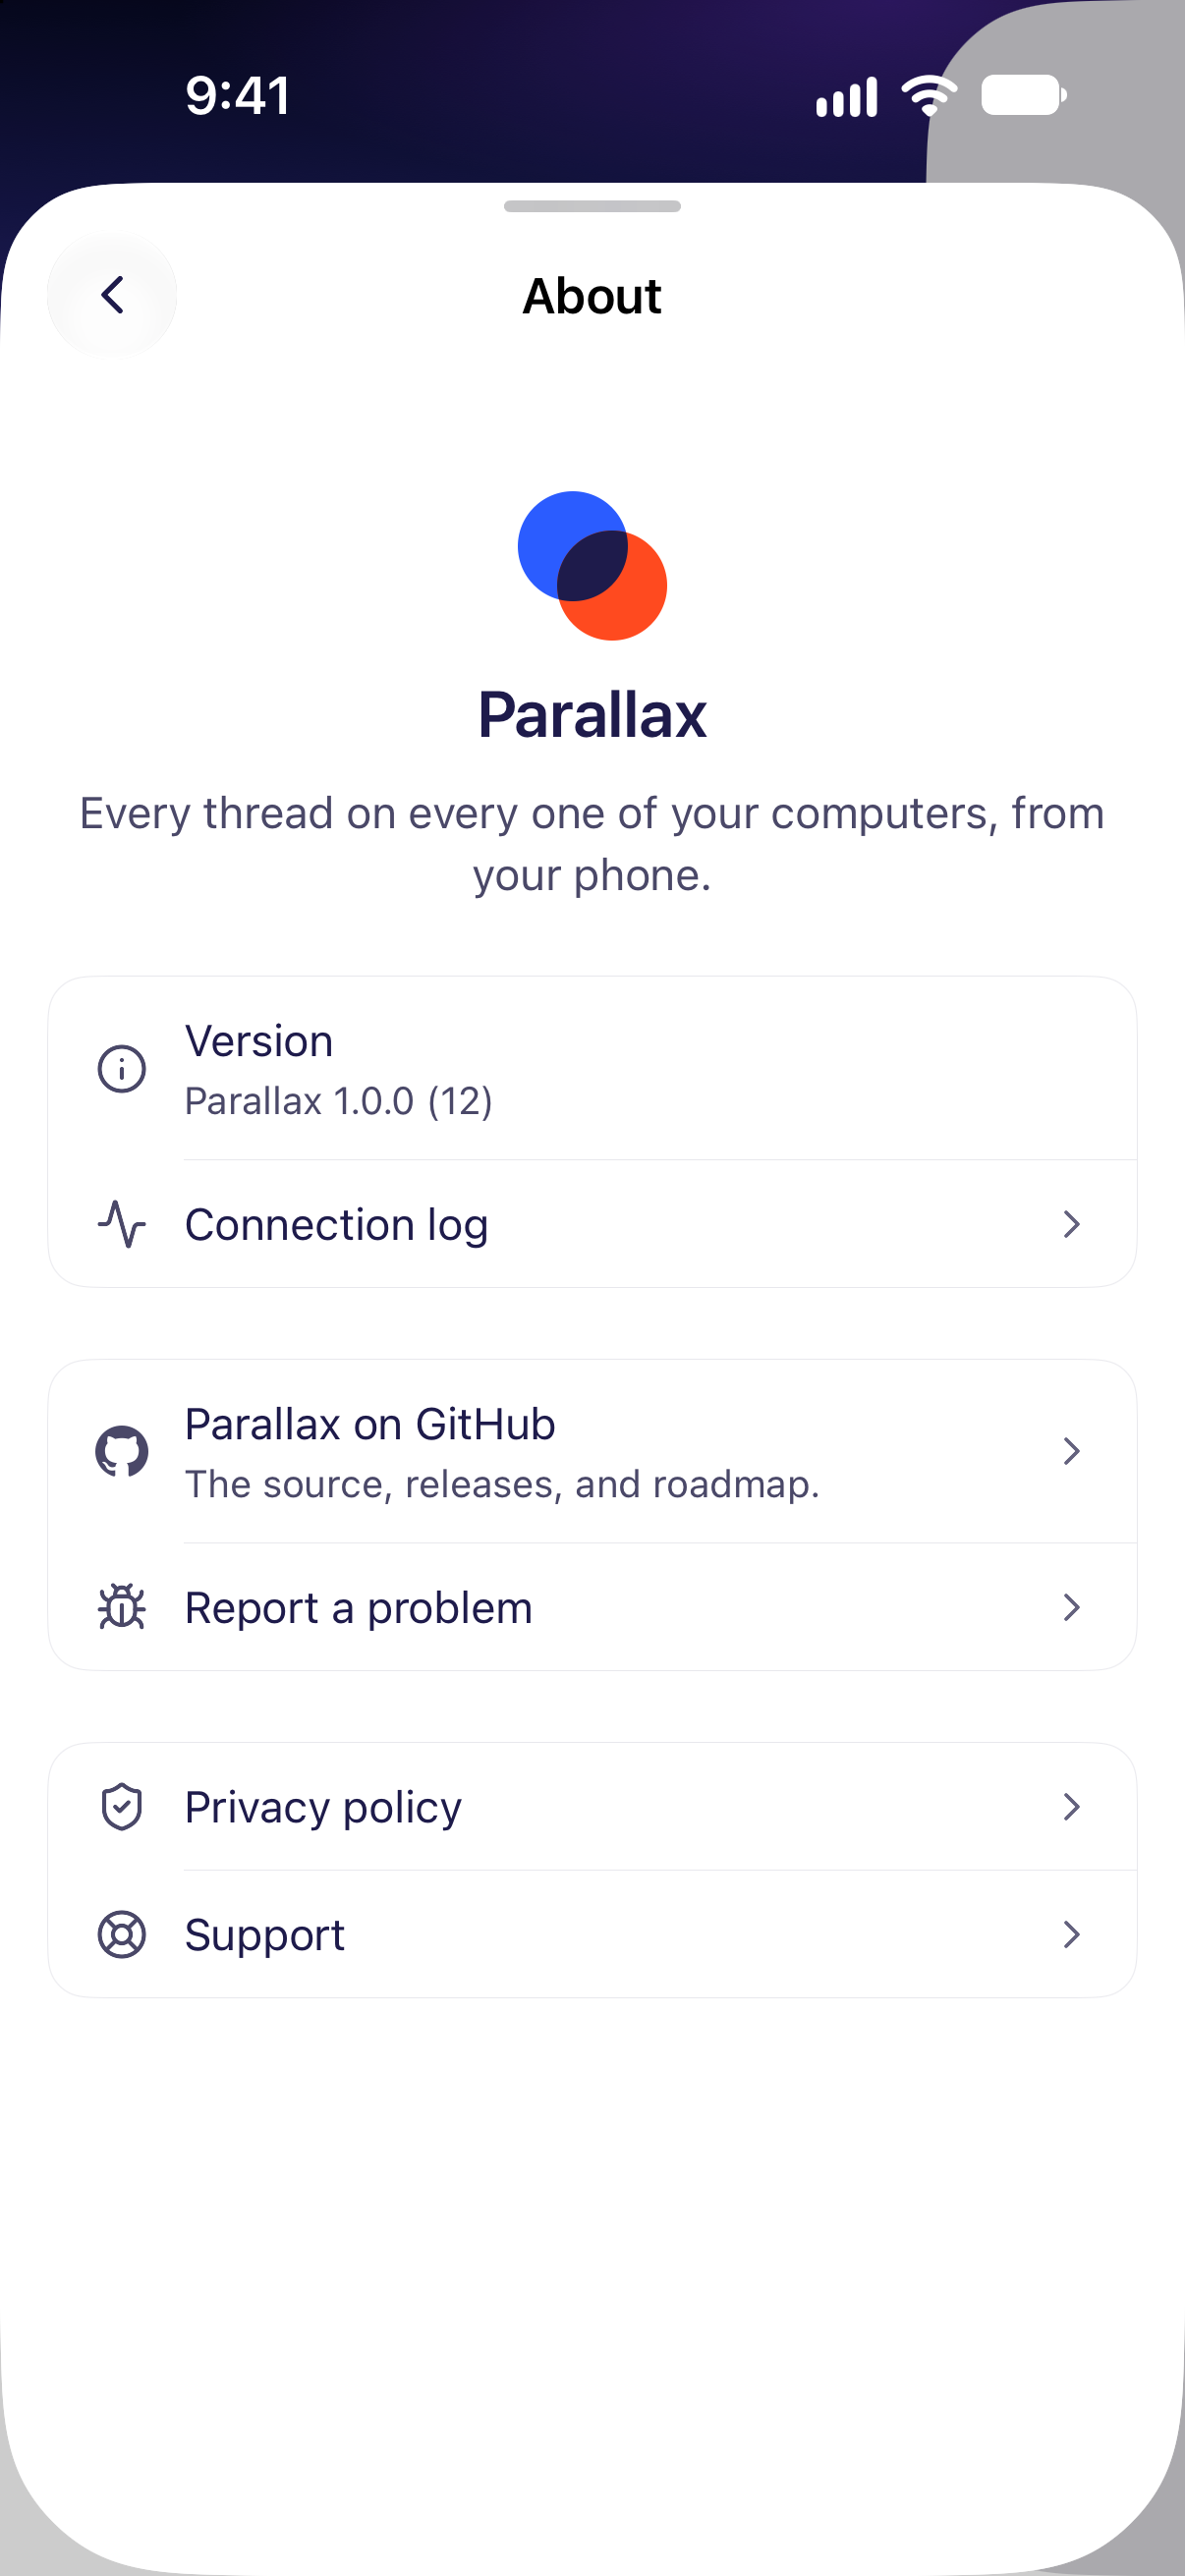 9:41
About
Parallax
Every thread on every one of your computers, from
your phone.
Version
Parallax 1.0.0 (12)
Connection log
Parallax on GitHub
The source, releases, and roadmap.
Report a problem
Privacy policy
Support